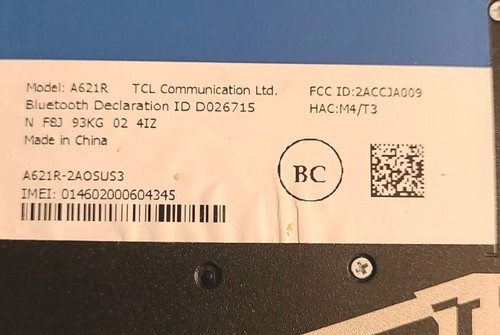 Model: A621R TCL Communication Ltd. FCC ID:2ACCJA009
Bluetooth Declaration ID D026715 HAC:M4/T3
N F8J 93KG 02 4IZ
Made in China
BC
A621R-2AOSUS3
IMEI: 014602000604345